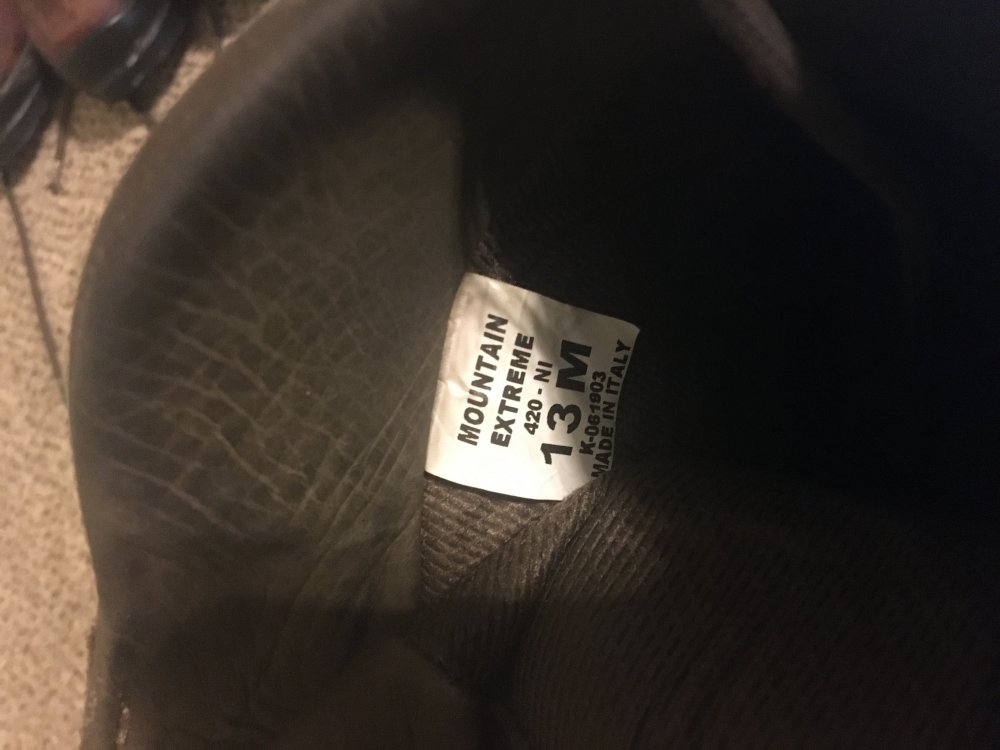 MOUNTAIN
EXTREME
420 - NI
13 M
K-061903
MADE IN ITALY